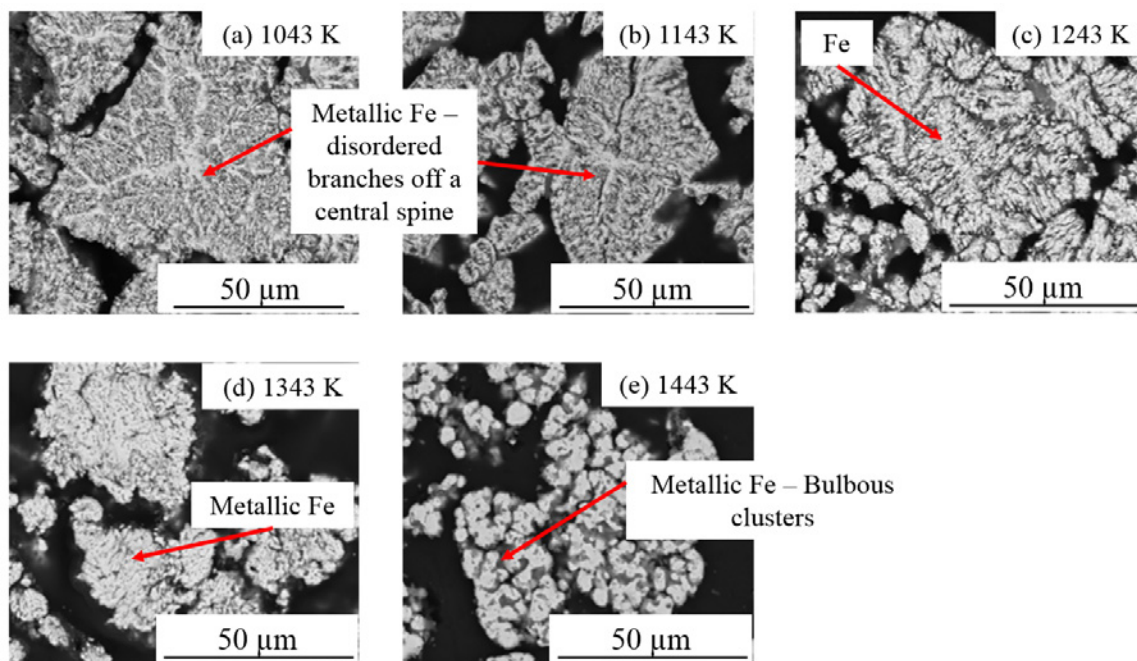 (a) 1043 K
(b) 1143 K
(c) 1243 K
Fe
Metallic Fe –
disordered
branches off a
central spine
50 μm
50 μm
50 μm
(d) 1343 K
(e) 1443 K
Metallic Fe
Metallic Fe – Bulbous
clusters
50 μm
50 μm